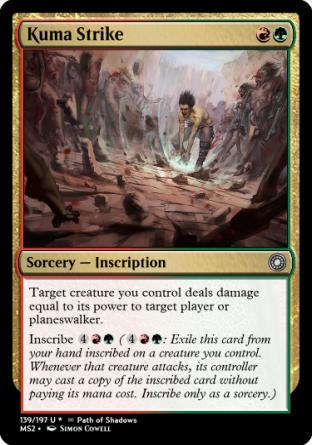 Kuma Strike
Sorcery — Inscription
Target creature you control deals damage
equal to its power to target player or
planeswalker.
Inscribe 4 ( 4 : Exile this card from
your hand inscribed on a creature you control.
Whenever that creature attacks, its controller
may cast a copy of the inscribed card without
paying its mana cost. Inscribe only as a sorcery.)
139/197 U * ∞ Path of Shadows
MS2 • Simon Cowell